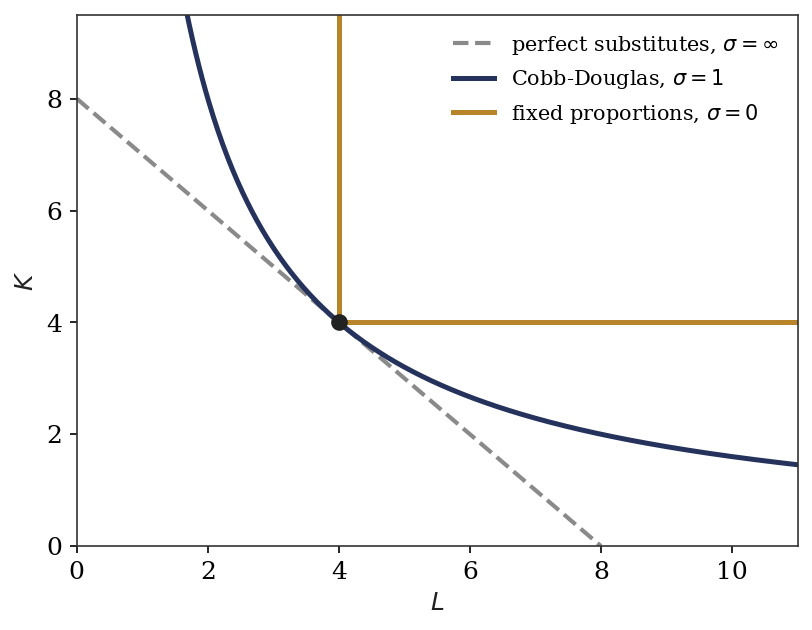 perfect substitutes, σ = ∞
Cobb-Douglas, σ = 1
fixed proportions, σ = 0
K
8
6
4
2
0
0 2 4 6 8 10
L